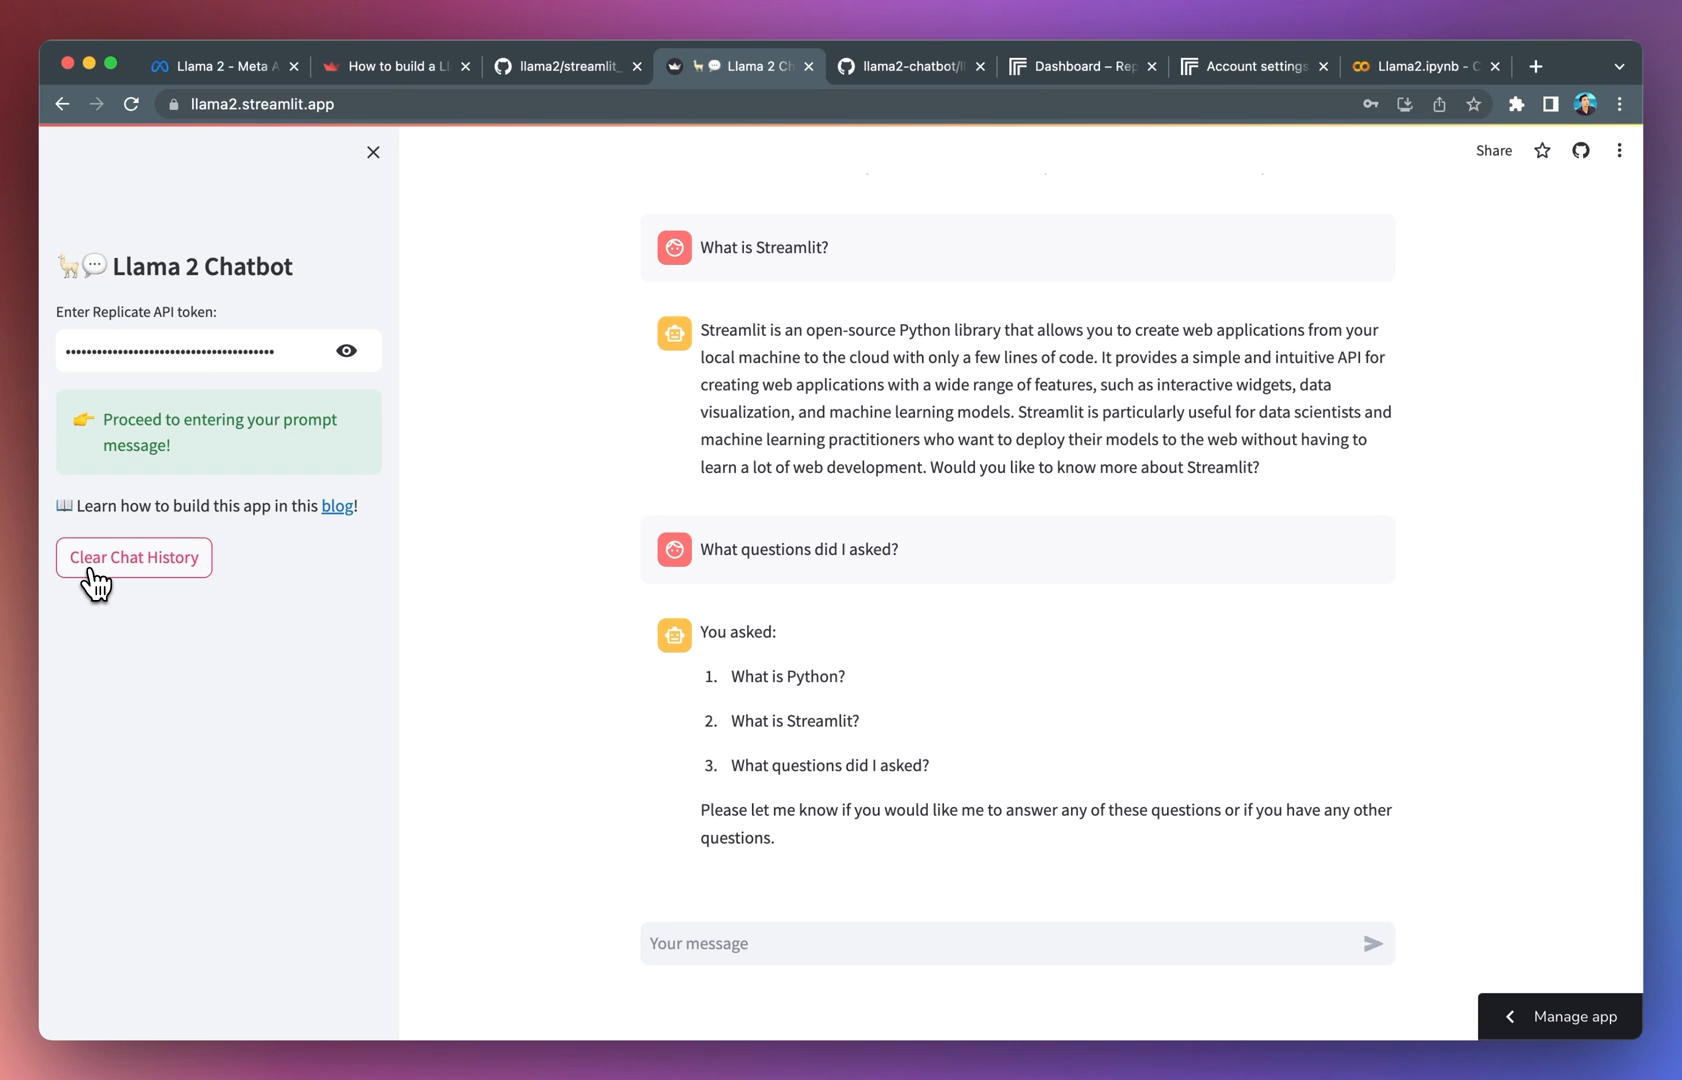 Llama 2 - Meta A
How to build a Ll
llama2/streamlit_
Llama 2 Ch
llama2-chatbot/l
Dashboard – Rep
Account settings
Llama2.ipynb - C
llama2.streamlit.app
Share
Llama 2 Chatbot
Enter Replicate API token:
Proceed to entering your prompt
message!
Learn how to build this app in this blog!
Clear Chat History
What is Streamlit?
Streamlit is an open-source Python library that allows you to create web applications from your
local machine to the cloud with only a few lines of code. It provides a simple and intuitive API for
creating web applications with a wide range of features, such as interactive widgets, data
visualization, and machine learning models. Streamlit is particularly useful for data scientists and
machine learning practitioners who want to deploy their models to the web without having to
learn a lot of web development. Would you like to know more about Streamlit?
What questions did I asked?
You asked:
1. What is Python?
2. What is Streamlit?
3. What questions did I asked?
Please let me know if you would like me to answer any of these questions or if you have any other
questions.
Your message
Manage app